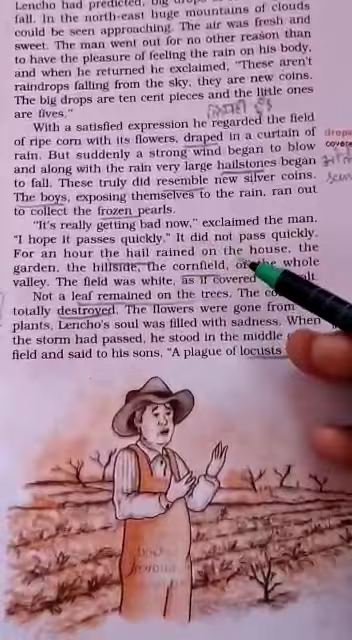 Lencho had predicted, big
fall. In the north-east huge mountains of clouds
could be seen approaching. The air was fresh and
sweet. The man went out for no other reason than
to have the pleasure of feeling the rain on his body,
and when he returned he exclaimed, “These aren’t
raindrops falling from the sky, they are new coins.
The big drops are ten cent pieces and the little ones
are fives.”
With a satisfied expression he regarded the field
of ripe corn with its flowers, draped in a curtain of
rain. But suddenly a strong wind began to blow
and along with the rain very large hailstones began
to fall. These truly did resemble new silver coins.
The boys, exposing themselves to the rain, ran out
to collect the frozen pearls.
“It’s really getting bad now,” exclaimed the man.
“I hope it passes quickly.” It did not pass quickly.
For an hour the hail rained on the house, the
garden, the hillside, the cornfield, on the whole
valley. The field was white, as if covered
Not a leaf remained on the trees. The
totally destroyed. The flowers were gone from
plants. Lencho’s soul was filled with sadness. When
the storm had passed, he stood in the middle
field and said to his sons, “A plague of locusts